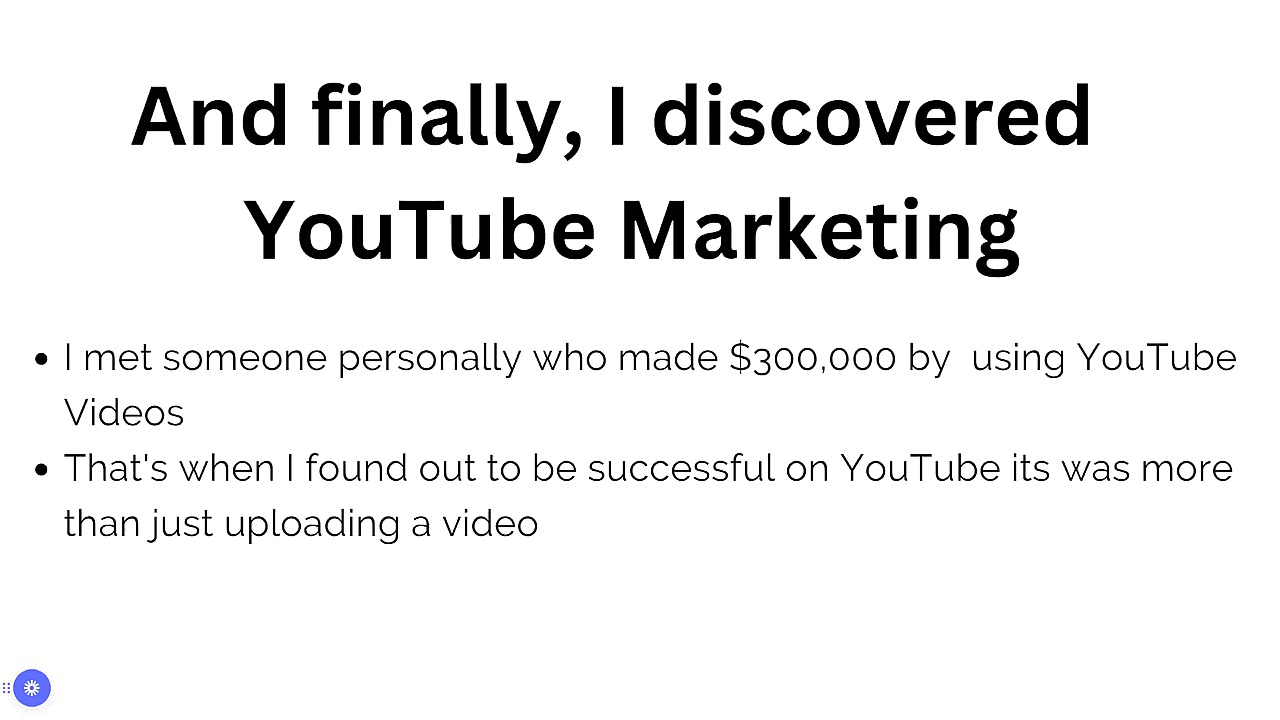 And finally, I discovered
YouTube Marketing
• I met someone personally who made $300,000 by  using YouTube
Videos
• That's when I found out to be successful on YouTube its was more
than just uploading a video